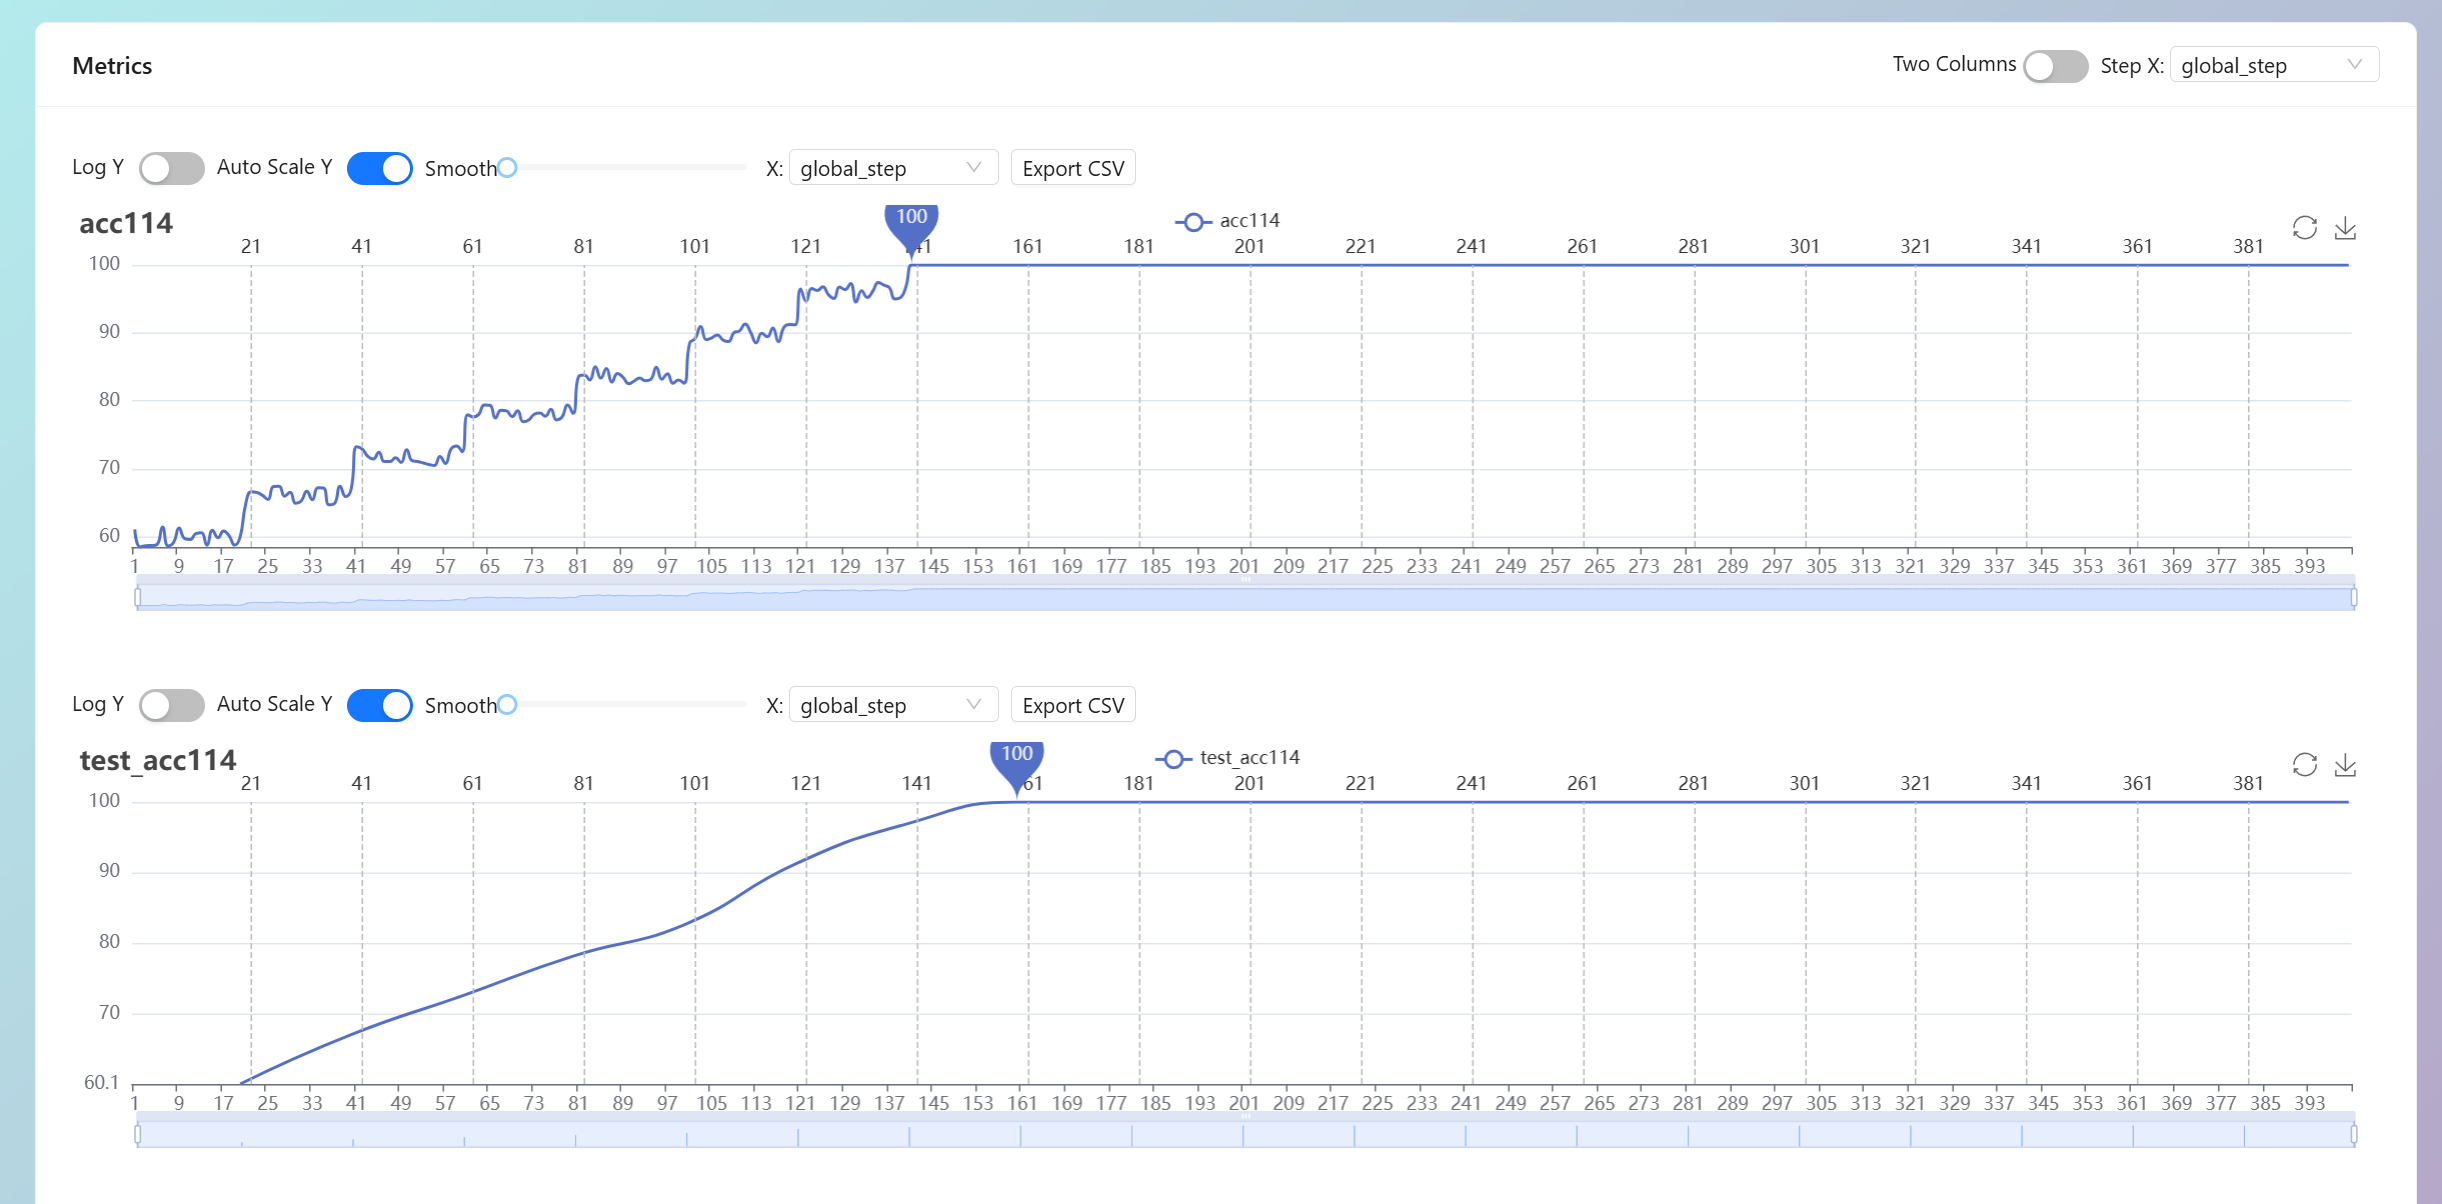 Metrics
Two Columns Step X: global_step
Log Y Auto Scale Y Smooth X: global_step Export CSV
acc114
100
acc114
21 41 61 81 101 121 141 161 181 201 221 241 261 281 301 321 341 361 381
100
90
80
70
60
1 9 17 25 33 41 49 57 65 73 81 89 97 105 113 121 129 137 145 153 161 169 177 185 193 201 209 217 225 233 241 249 257 265 273 281 289 297 305 313 321 329 337 345 353 361 369 377 385 393
Log Y Auto Scale Y Smooth X: global_step Export CSV
test_acc114
100
test_acc114
21 41 61 81 101 121 141 161 181 201 221 241 261 281 301 321 341 361 381
100
90
80
70
60.1
1 9 17 25 33 41 49 57 65 73 81 89 97 105 113 121 129 137 145 153 161 169 177 185 193 201 209 217 225 233 241 249 257 265 273 281 289 297 305 313 321 329 337 345 353 361 369 377 385 393